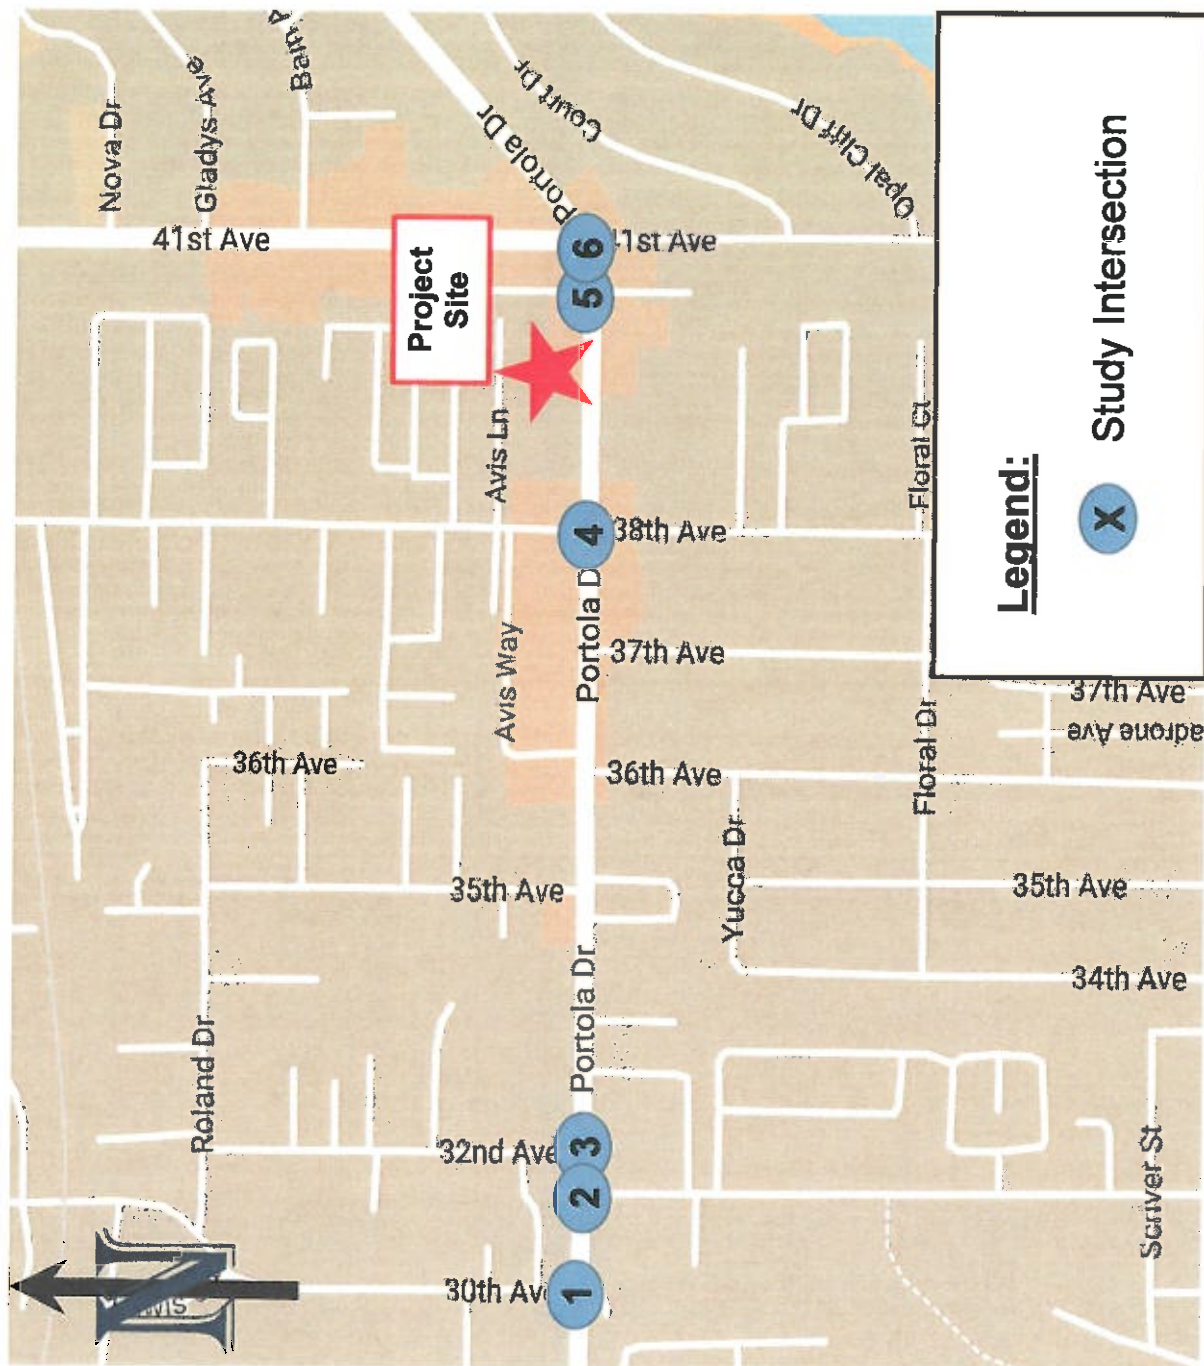 Nova Dr
Gladys Ave
Bain A
Portola Dr
Court Dr
Opal Cliff Dr
41st Ave
Project
Site
6
41st Ave
5
Avis Ln
4
38th Ave
Floral Ct
Avis Way
Portola D
37th Ave
37th Ave
adrone Ave
36th Ave
36th Ave
Floral Dr
35th Ave
Yucca Dr
35th Ave
34th Ave
Portola Dr
Roland Dr
32nd Ave
3
2
Scriver St
N
30th Av
1
Legend:
X Study Intersection